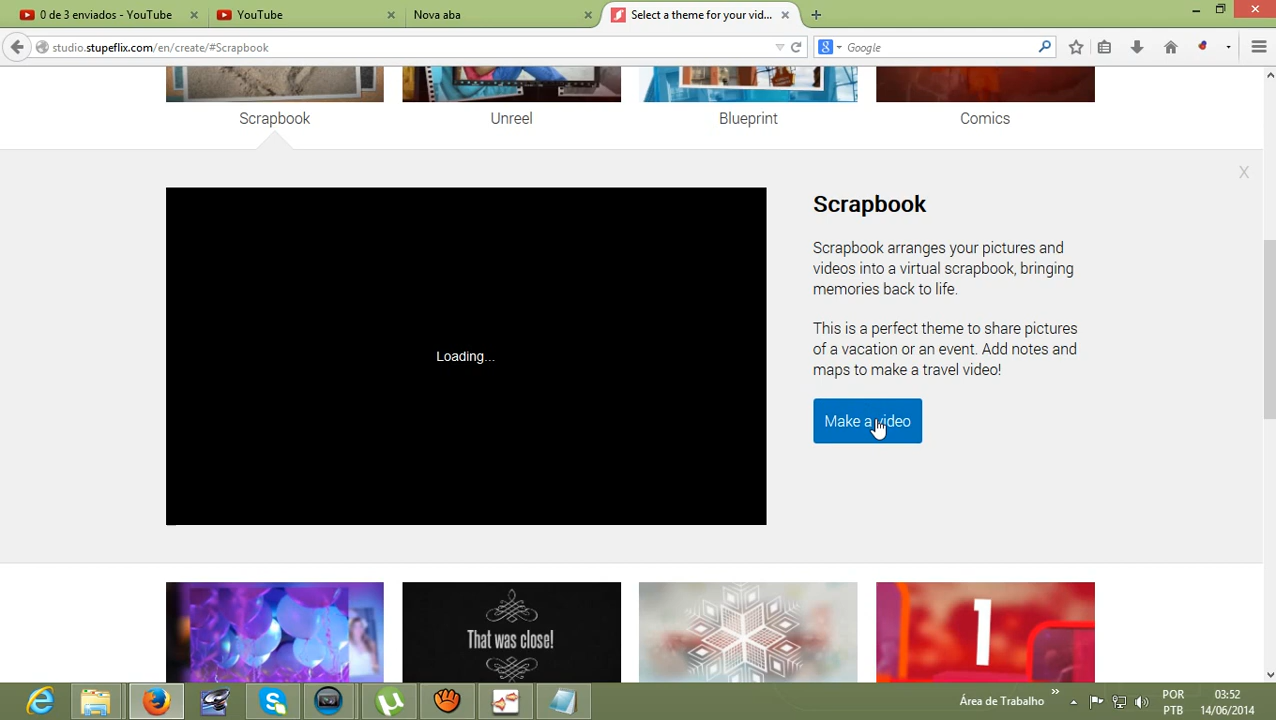 0 de 3 enviados - YouTube
YouTube
Nova aba
Select a theme for your vid...
studio.stupeflix.com/en/create/#Scrapbook
Google
Scrapbook
Unreel
Blueprint
Comics
X
Loading...
Scrapbook
Scrapbook arranges your pictures and
videos into a virtual scrapbook, bringing
memories back to life.
This is a perfect theme to share pictures
of a vacation or an event. Add notes and
maps to make a travel video!
Make a video
That was close!
1
Área de Trabalho
POR
PTB
03:52
14/06/2014